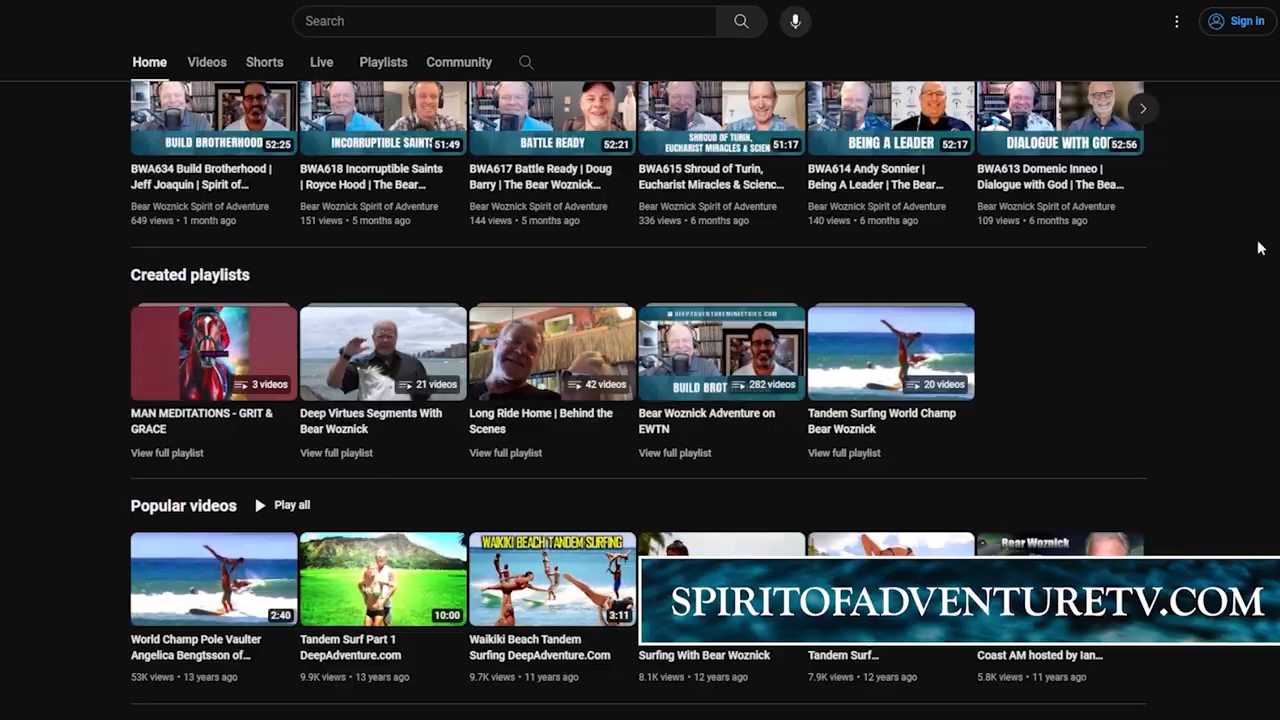 Search
Sign in
Home Videos Shorts Live Playlists Community
BUILD BROTHERHOOD 52:25
INCORRUPTIBLE SAINTS 51:49
BATTLE READY 52:21
SHROUD OF TURIN,
EUCHARIST MIRACLES & SCIEN 51:17
BEING A LEADER 52:17
DIALOGUE WITH GO 52:56
BWA634 Build Brotherhood |
Jeff Joaquin | Spirit of...
Bear Woznick Spirit of Adventure
649 views • 1 month ago
BWA618 Incorruptible Saints
| Royce Hood | The Bear...
Bear Woznick Spirit of Adventure
151 views • 5 months ago
BWA617 Battle Ready | Doug
Barry | The Bear Woznick...
Bear Woznick Spirit of Adventure
144 views • 5 months ago
BWA615 Shroud of Turin,
Eucharist Miracles & Scienc...
Bear Woznick Spirit of Adventure
336 views • 6 months ago
BWA614 Andy Sonnier |
Being A Leader | The Bear...
Bear Woznick Spirit of Adventure
140 views • 6 months ago
BWA613 Domenic Inneo |
Dialogue with God | The Bea...
Bear Woznick Spirit of Adventure
109 views • 6 months ago
Created playlists
3 videos
21 videos
42 videos
DEEPADVENTUREMINISTRIES.COM
BUILD BROT 282 videos
20 videos
MAN MEDITATIONS - GRIT &
GRACE
View full playlist
Deep Virtues Segments With
Bear Woznick
View full playlist
Long Ride Home | Behind the
Scenes
View full playlist
Bear Woznick Adventure on
EWTN
View full playlist
Tandem Surfing World Champ
Bear Woznick
View full playlist
Popular videos Play all
2:40
10:00
WAIKIKI BEACH TANDEM SURFING
3:11
Bear Woznick
SPIRITOFADVENTURETV.COM
World Champ Pole Vaulter
Angelica Bengtsson of...
53K views • 13 years ago
Tandem Surf Part 1
DeepAdventure.com
9.9K views • 13 years ago
Waikiki Beach Tandem
Surfing DeepAdventure.Com
9.7K views • 11 years ago
Surfing With Bear Woznick
8.1K views • 12 years ago
Tandem Surf...
7.9K views • 12 years ago
Coast AM hosted by Ian...
5.8K views • 11 years ago